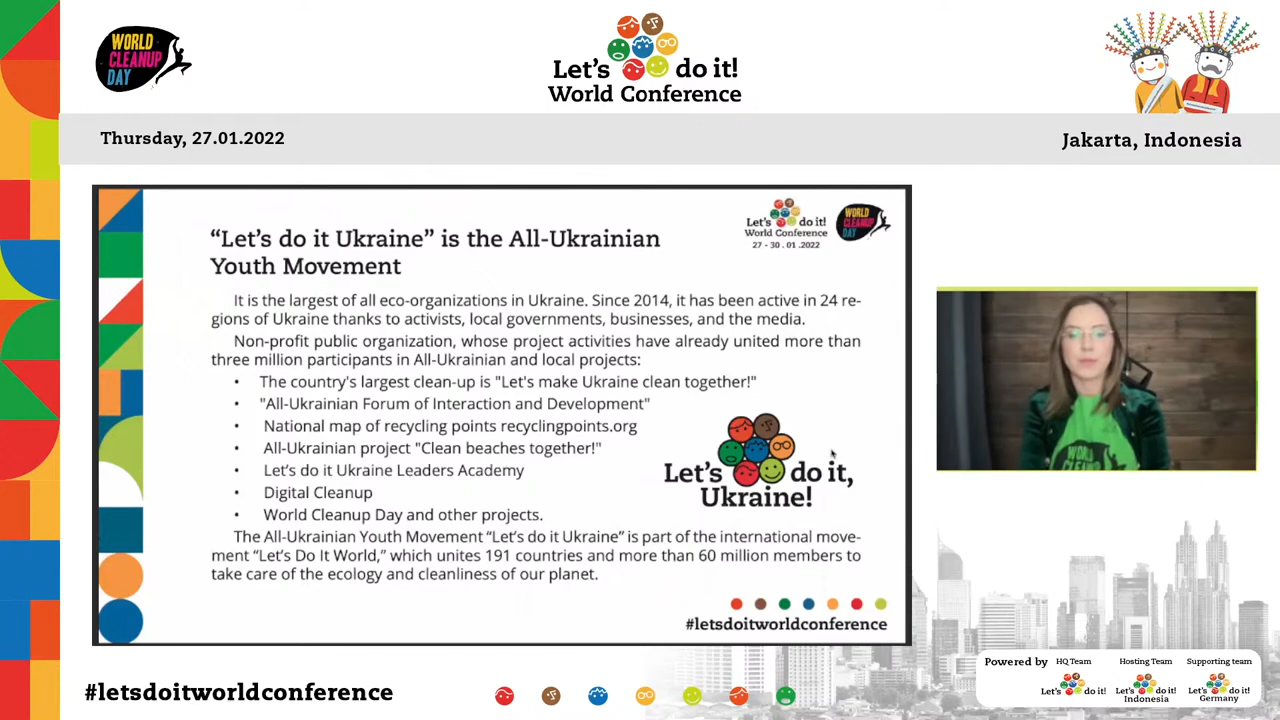 WORLD
CLEANUP
DAY
Let's do it!
World Conference
Thursday, 27.01.2022
Jakarta, Indonesia
“Let’s do it Ukraine” is the All-Ukrainian
Youth Movement
Let's do it!
World Conference
27 - 30 . 01 .2022
WORLD
CLEANUP
DAY
It is the largest of all eco-organizations in Ukraine. Since 2014, it has been active in 24 re-
gions of Ukraine thanks to activists, local governments, businesses, and the media.
Non-profit public organization, whose project activities have already united more than
three million participants in All-Ukrainian and local projects:
• The country's largest clean-up is "Let's make Ukraine clean together!"
• "All-Ukrainian Forum of Interaction and Development"
• National map of recycling points recyclingpoints.org
• All-Ukrainian project "Clean beaches together!"
• Let’s do it Ukraine Leaders Academy
• Digital Cleanup
• World Cleanup Day and other projects.
Let's do it,
Ukraine!
The All-Ukrainian Youth Movement “Let’s do it Ukraine” is part of the international move-
ment “Let’s Do It World,” which unites 191 countries and more than 60 million members to
take care of the ecology and cleanliness of our planet.
#letsdoitworldconference
WORLD
CLEANUP
#letsdoitworldconference
Powered by
HQ Team
Let's do it!
Hosting Team
Let's do it!
Indonesia
Supporting team
Let's do it!
Germany